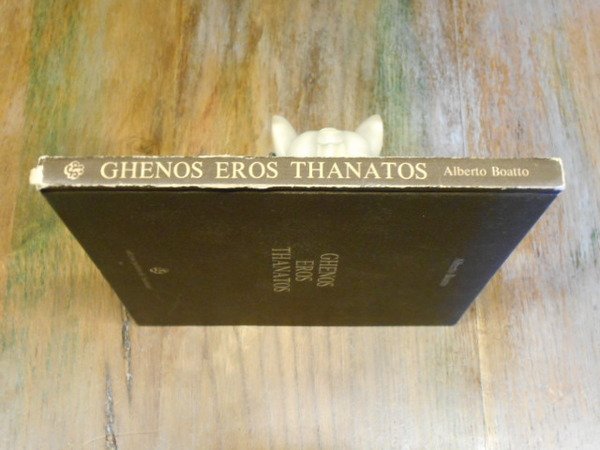 GHENOS EROS THANATOS Alberto Boatto
GHENOS
EROS
THANATOS